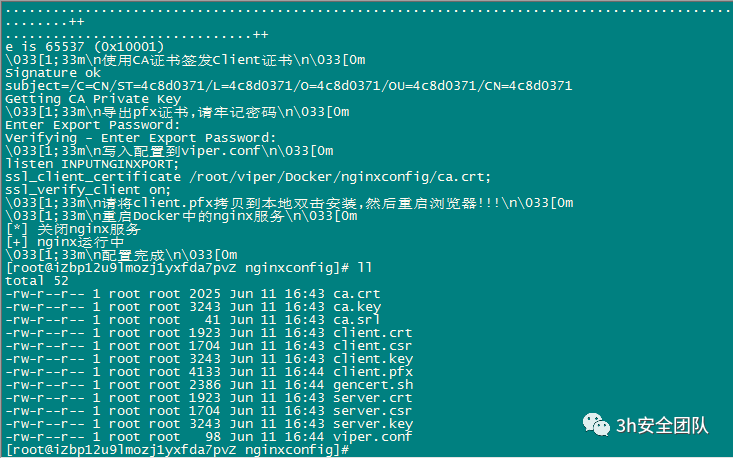 ................................................................................
........++
...............................++
e is 65537 (0x10001)
\033[1;33m\n使用CA证书签发Client证书\n\033[0m
Signature ok
subject=/C=CN/ST=4c8d0371/L=4c8d0371/O=4c8d0371/OU=4c8d0371/CN=4c8d0371
Getting CA Private Key
\033[1;33m\n导出pfx证书,请牢记密码\n\033[0m
Enter Export Password:
Verifying - Enter Export Password:
\033[1;33m\n写入配置到viper.conf\n\033[0m
listen INPUTNGINXPORT;
ssl_client_certificate /root/viper/Docker/nginxconfig/ca.crt;
ssl_verify_client on;
\033[1;33m\n请将client.pfx拷贝到本地双击安装,然后重启浏览器!!!\n\033[0m
\033[1;33m\n重启Docker中的nginx服务\n\033[0m
[*] 关闭nginx服务
[+] nginx运行中
\033[1;33m\n配置完成\n\033[0m
[root@iZbp12u9lmozj1yxfda7pvZ nginxconfig]# ll
total 52
-rw-r--r-- 1 root root 2025 Jun 11 16:43 ca.crt
-rw-r--r-- 1 root root 3243 Jun 11 16:43 ca.key
-rw-r--r-- 1 root root   41 Jun 11 16:43 ca.srl
-rw-r--r-- 1 root root 1923 Jun 11 16:43 client.crt
-rw-r--r-- 1 root root 1704 Jun 11 16:43 client.csr
-rw-r--r-- 1 root root 3243 Jun 11 16:43 client.key
-rw-r--r-- 1 root root 4133 Jun 11 16:44 client.pfx
-rw-r--r-- 1 root root 2386 Jun 11 16:44 gencert.sh
-rw-r--r-- 1 root root 1923 Jun 11 16:43 server.crt
-rw-r--r-- 1 root root 1704 Jun 11 16:43 server.csr
-rw-r--r-- 1 root root 3243 Jun 11 16:43 server.key
-rw-r--r-- 1 root root   98 Jun 11 16:44 viper.conf
[root@iZbp12u9lmozj1yxfda7pvZ nginxconfig]#
3h安全团队